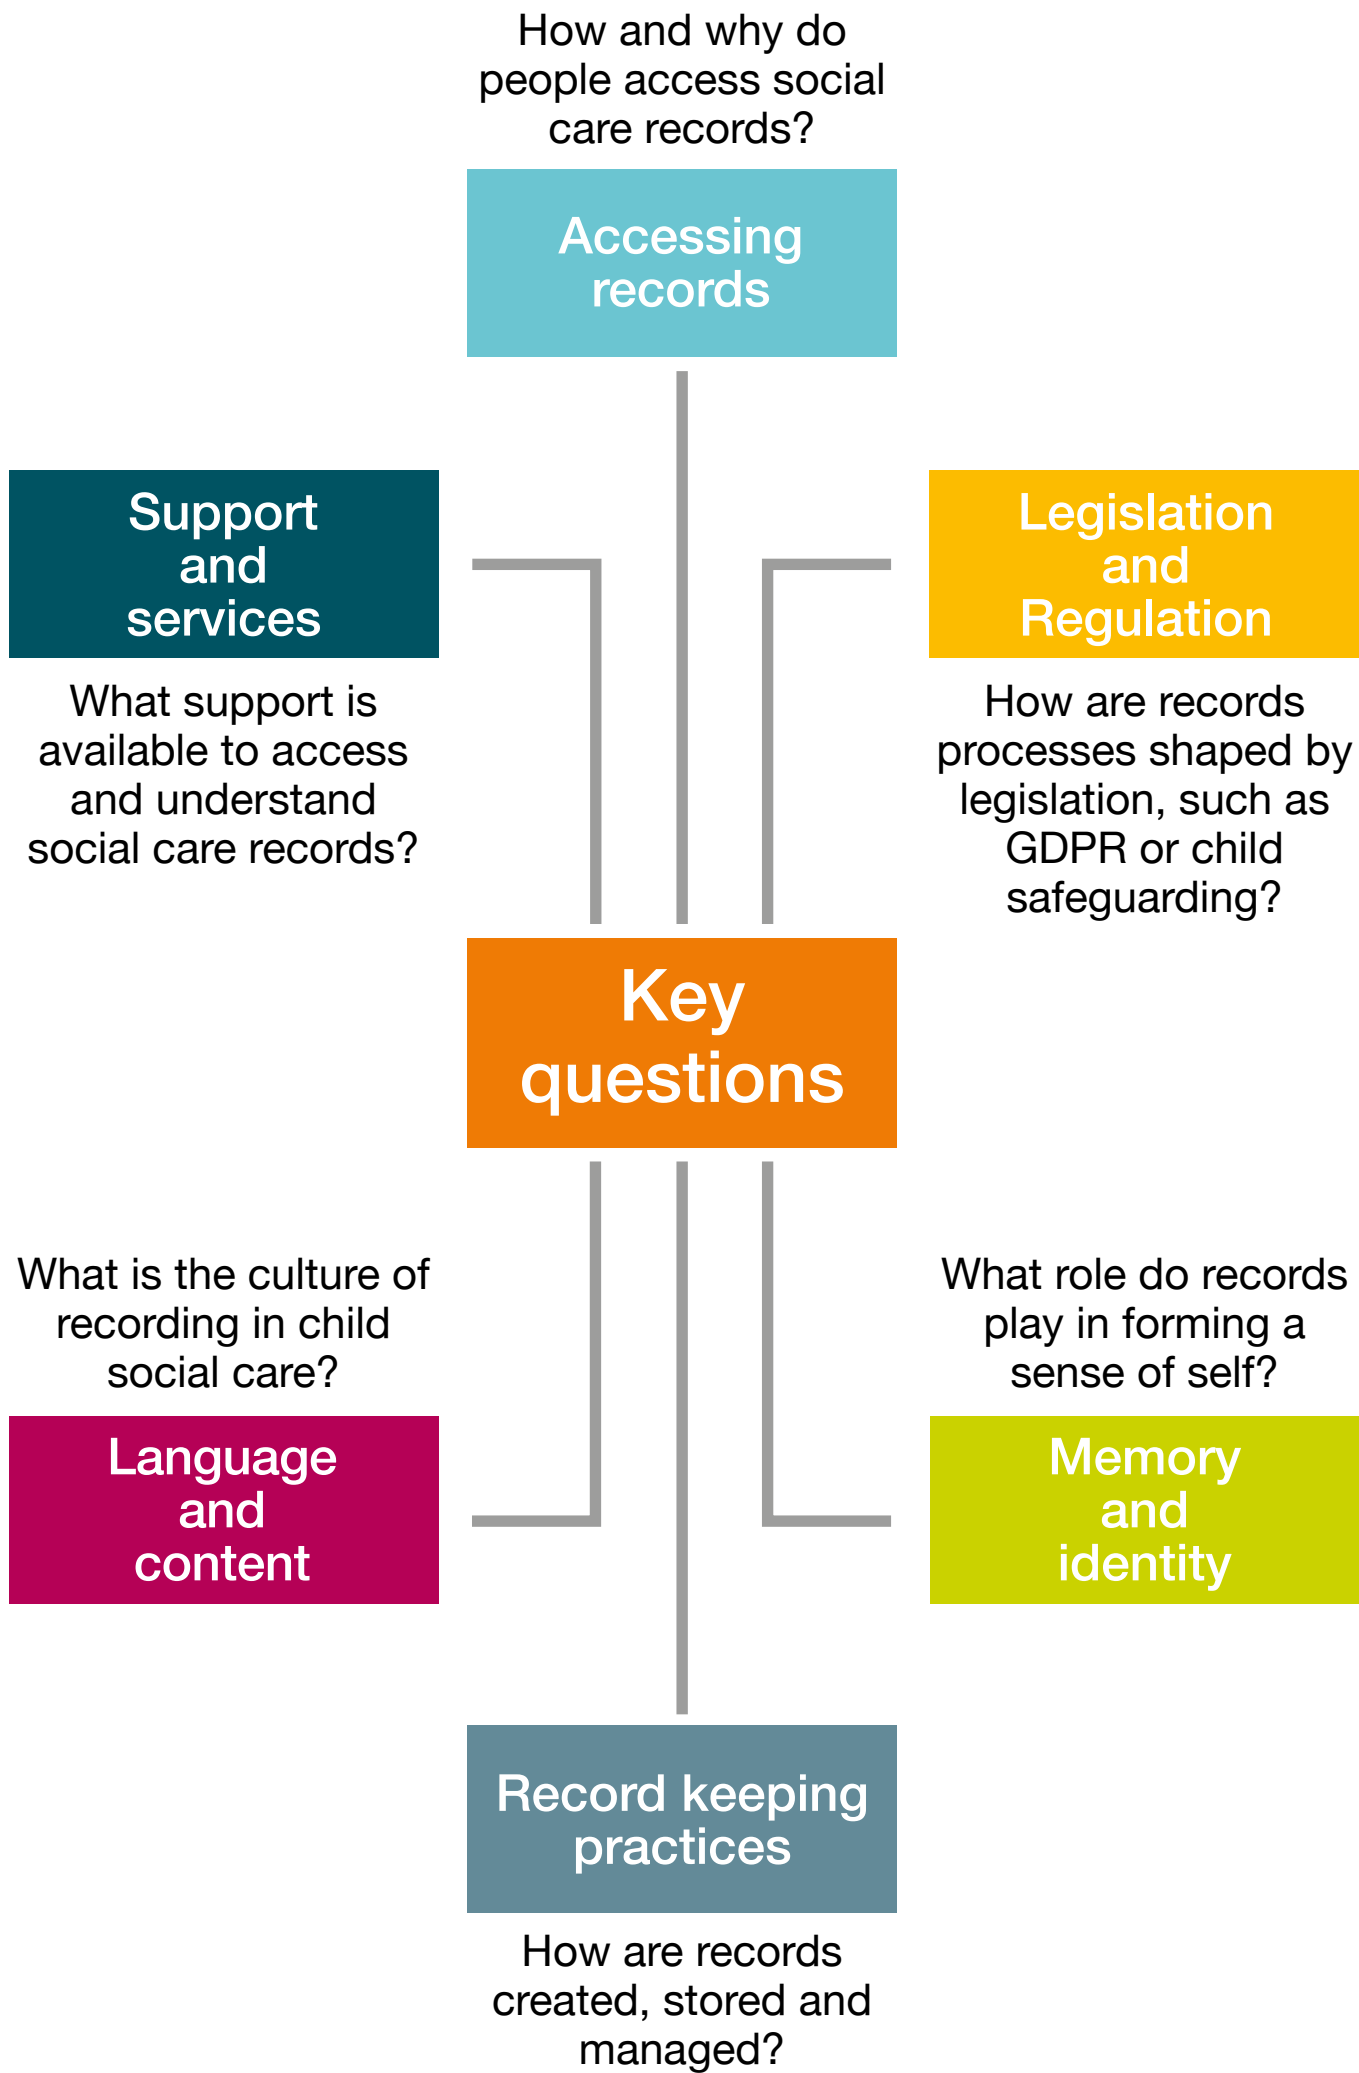 How and why do
people access social
care records?
Accessing
records
Support
and
services
What support is
available to access
and understand
social care records?
Legislation
and
Regulation
How are records
processes shaped by
legislation, such as
GDPR or child
safeguarding?
Key
questions
What is the culture of
recording in child
social care?
Language
and
content
What role do records
play in forming a
sense of self?
Memory
and
identity
Record keeping
practices
How are records
created, stored and
managed?